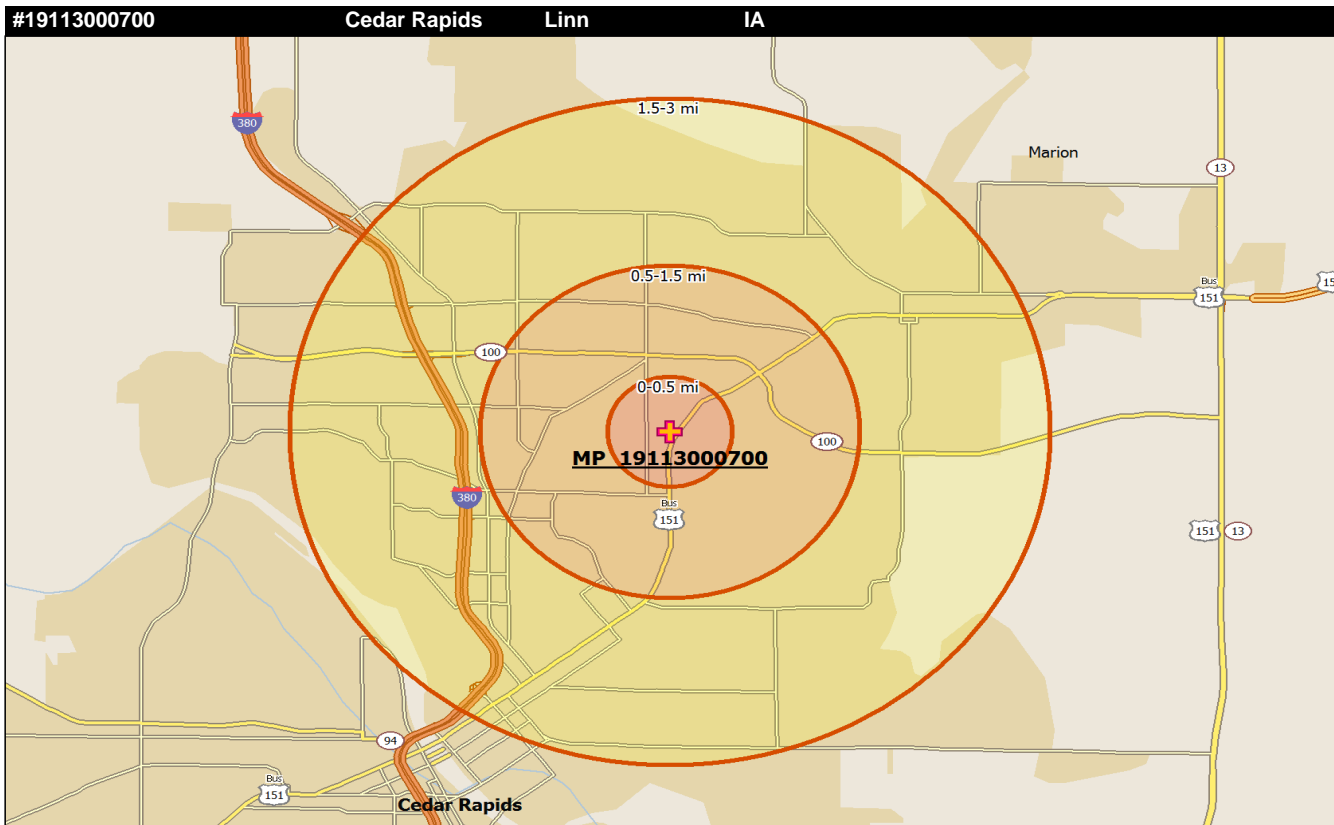 #19113000700 Cedar Rapids Linn IA
1.5-3 mi
380
Marion
13
0.5-1.5 mi
Bus
151
15
100
0-0.5 mi
100
MP 19113000700
380
Bus
151
151 13
94
Bus
151
Cedar Rapids